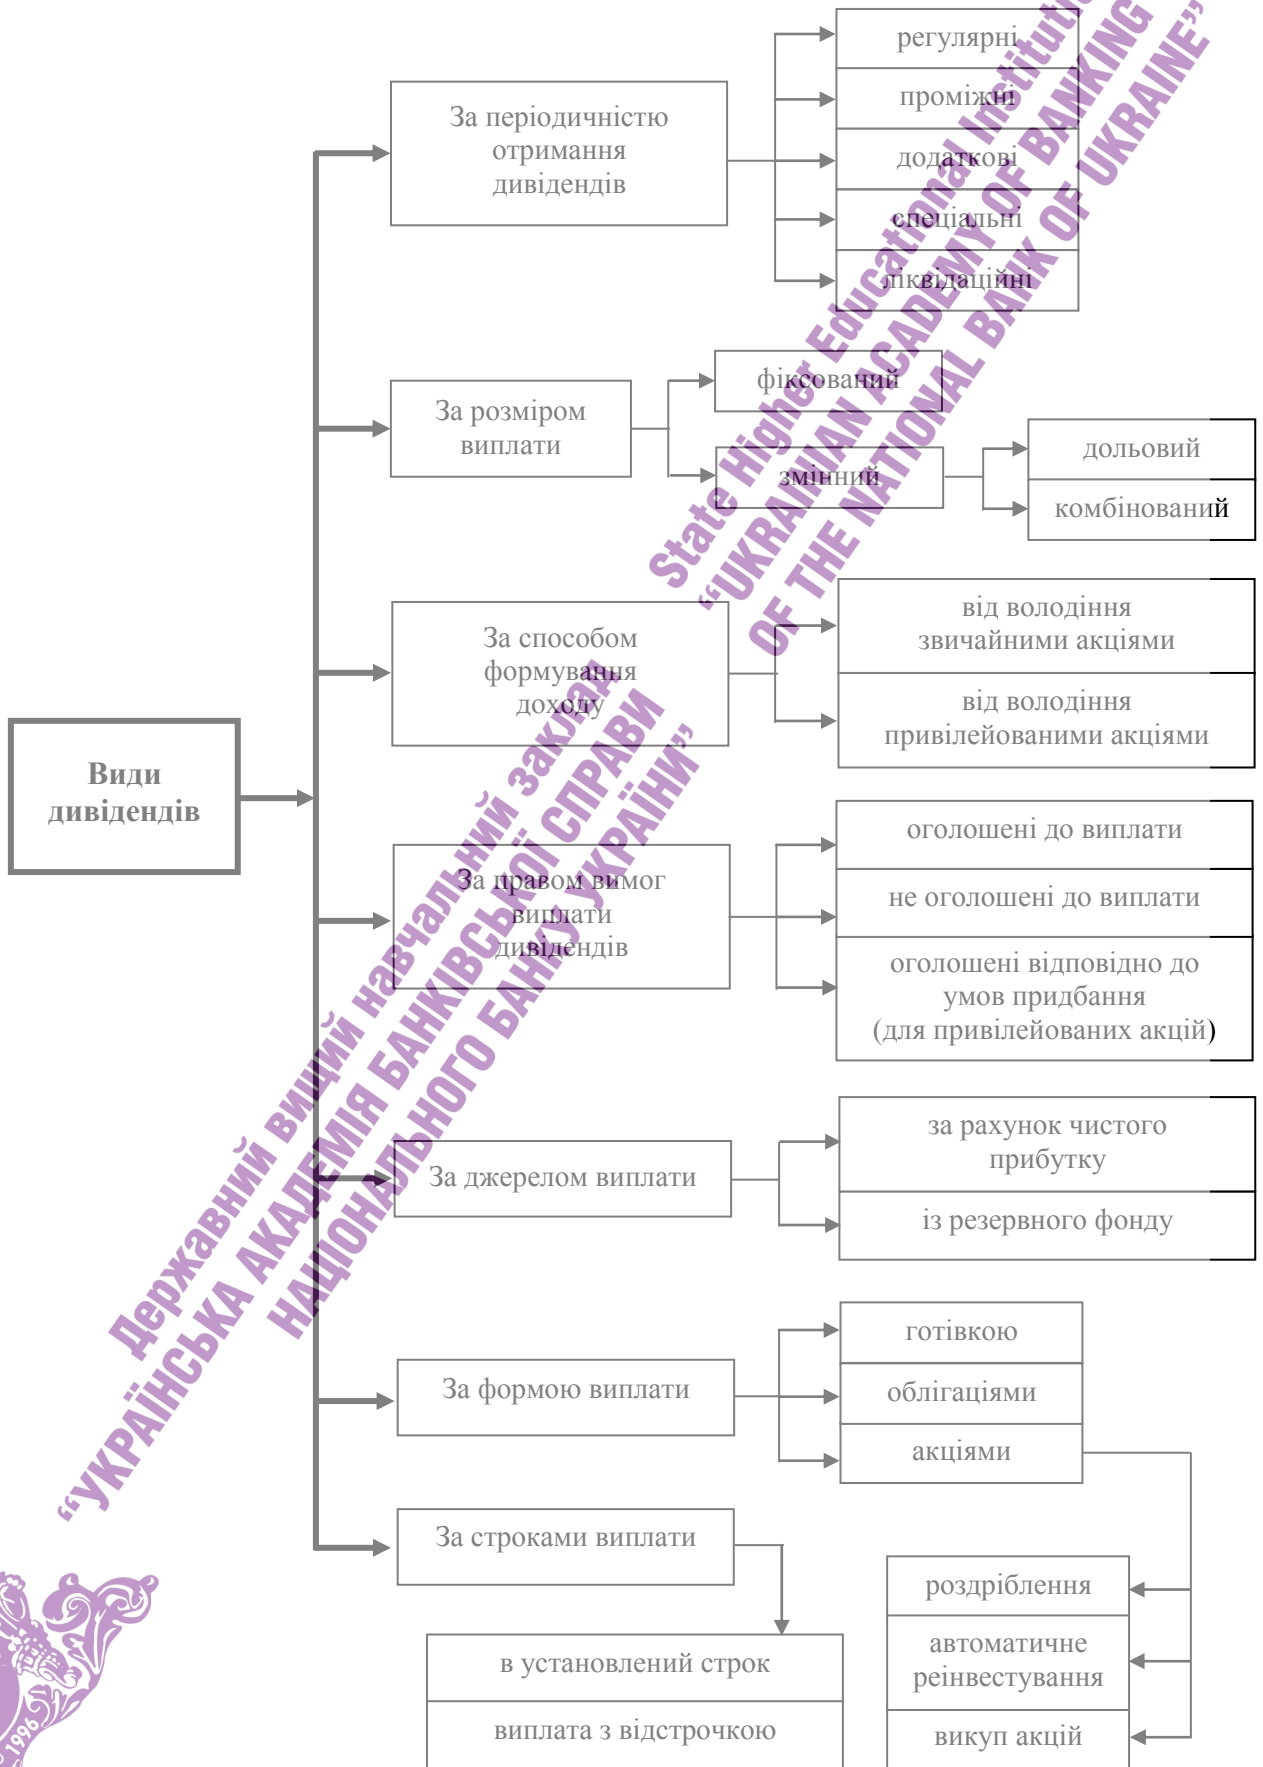 Види
дивідендів
За періодичністю
отримання
дивідендів
регулярні
проміжні
додаткові
спеціальні
ліквідаційні
За розміром
виплати
фіксований
змінний
дольовий
комбінований
За способом
формування
доходу
від володіння
звичайними акціями
від володіння
привілейованими акціями
За правом вимог
виплати
дивідендів
оголошені до виплати
не оголошені до виплати
оголошені відповідно до
умов придбання
(для привілейованих акцій)
За джерелом виплати
за рахунок чистого
прибутку
із резервного фонду
За формою виплати
готівкою
облігаціями
акціями
роздріблення
автоматичне
реінвестування
викуп акцій
За строками виплати
в установлений строк
виплата з відстрочкою
Державний вищий навчальний заклад
“УКРАЇНСЬКА АКАДЕМІЯ БАНКІВСЬКОЇ СПРАВИ
НАЦІОНАЛЬНОГО БАНКУ УКРАЇНИ”
State Higher Educational Institutio
“UKRAINIAN ACADEMY OF BANKING
OF THE NATIONAL BANK OF UKRAINE”
1996